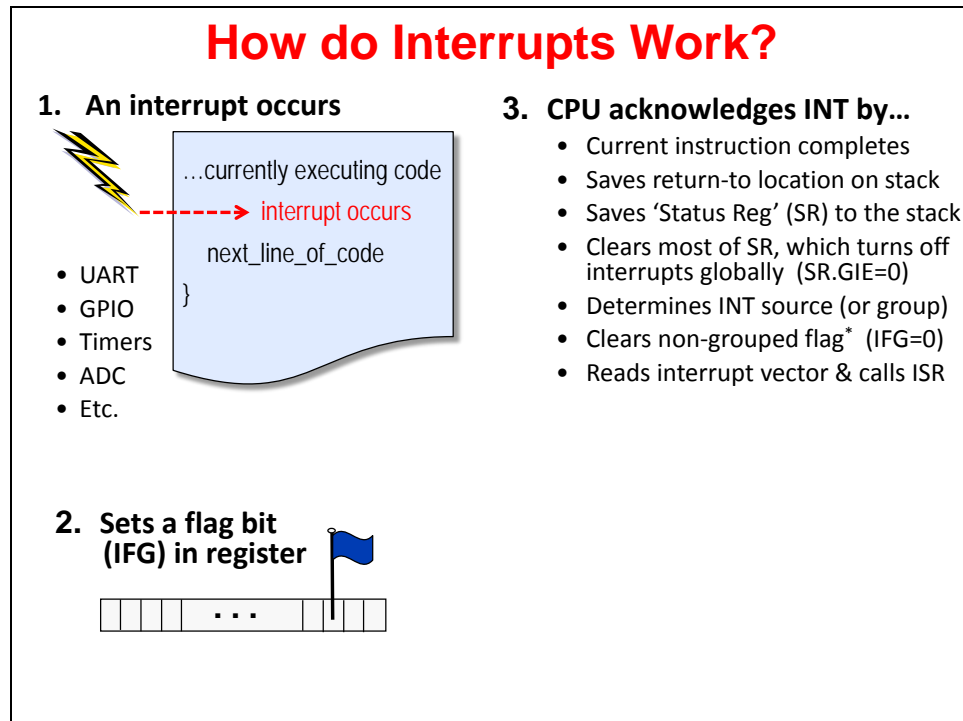 How do Interrupts Work?
1. An interrupt occurs
…currently executing code
interrupt occurs
next_line_of_code
}
• UART
• GPIO
• Timers
• ADC
• Etc.
2. Sets a flag bit
(IFG) in register
. . .
3. CPU acknowledges INT by…
• Current instruction completes
• Saves return-to location on stack
• Saves ‘Status Reg’ (SR) to the stack
• Clears most of SR, which turns off
interrupts globally (SR.GIE=0)
• Determines INT source (or group)
• Clears non-grouped flag* (IFG=0)
• Reads interrupt vector & calls ISR